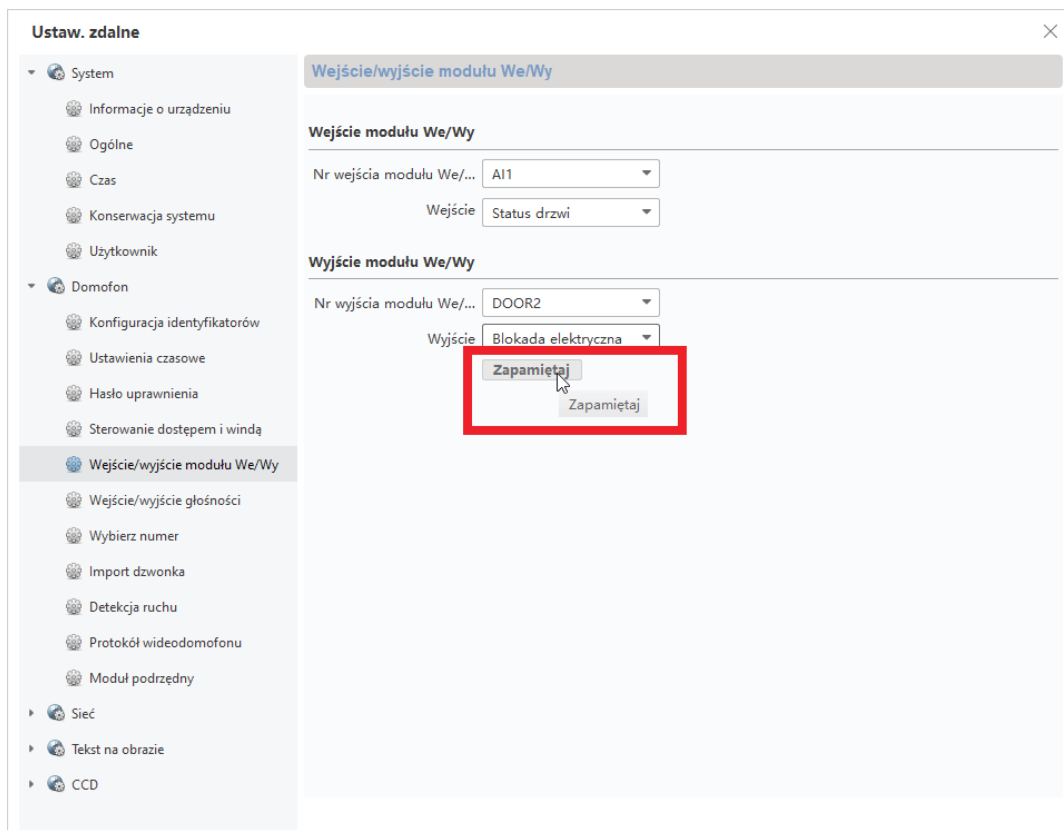 Ustaw. zdalne
System
Informacje o urządzeniu
Ogólne
Czas
Konserwacja systemu
Użytkownik
Domofon
Konfiguracja identyfikatorów
Ustawienia czasowe
Hasło uprawnienia
Sterowanie dostępem i windą
Wejście/wyjście modułu We/Wy
Wejście/wyjście głośności
Wybierz numer
Import dzwonka
Detekcja ruchu
Protokół wideodomofonu
Moduł podrzędny
Sieć
Tekst na obrazie
CCD
Wejście/wyjście modułu We/Wy
Wejście modułu We/Wy
Nr wejścia modułu We/... AI1
Wejście Status drzwi
Wyjście modułu We/Wy
Nr wyjścia modułu We/... DOOR2
Wyjście Blokada elektryczna
Zapamiętaj
Zapamiętaj